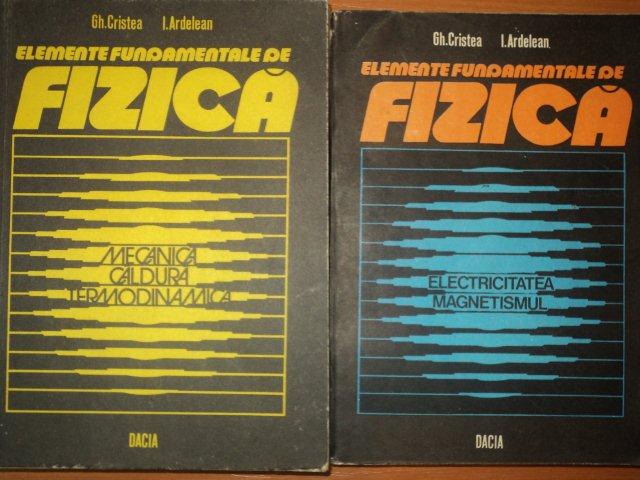 Gh.Cristea I.Ardelean
ELEMENTE FUNDAMENTALE DE
FIZICĂ
MECANICA
CĂLDURA
TERMODINAMICA
DACIA
Gh.Cristea I.Ardelean
ELEMENTE FUNDAMENTALE DE
FIZICĂ
ELECTRICITATEA
MAGNETISMUL
DACIA